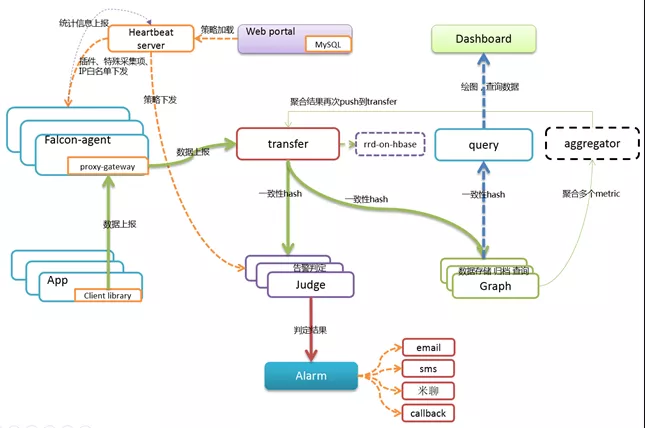 统计信息上报
Heartbeat
server
策略加载
Web portal
MySQL
Dashboard
插件、特殊采集项、
IP白名单下发
绘图，查询数据
策略下发
聚合结果再次push到transfer
Falcon-agent
proxy-gateway
数据上报
transfer
rrd-on-hbase
query
aggregator
一致性hash
一致性hash
一致性hash
聚合多个metric
数据上报
App
Client library
告警判定
Judge
数据存储 归档 查询
Graph
判定结果
Alarm
email
sms
米聊
callback